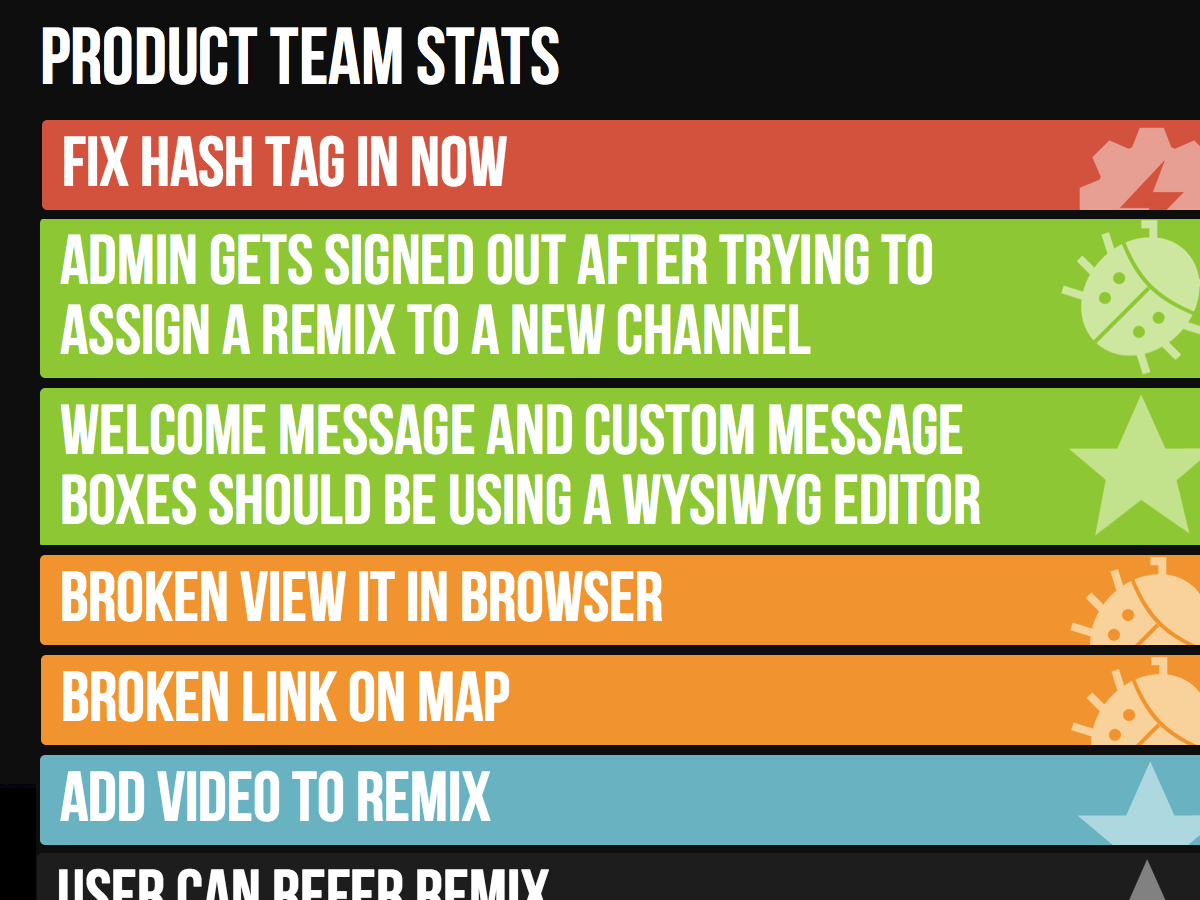 PRODUCT TEAM STATS
FIX HASH TAG IN NOW
ADMIN GETS SIGNED OUT AFTER TRYING TO
ASSIGN A REMIX TO A NEW CHANNEL
WELCOME MESSAGE AND CUSTOM MESSAGE
BOXES SHOULD BE USING A WYSIWYG EDITOR
BROKEN VIEW IT IN BROWSER
BROKEN LINK ON MAP
ADD VIDEO TO REMIX
USER CAN REFER REMIX